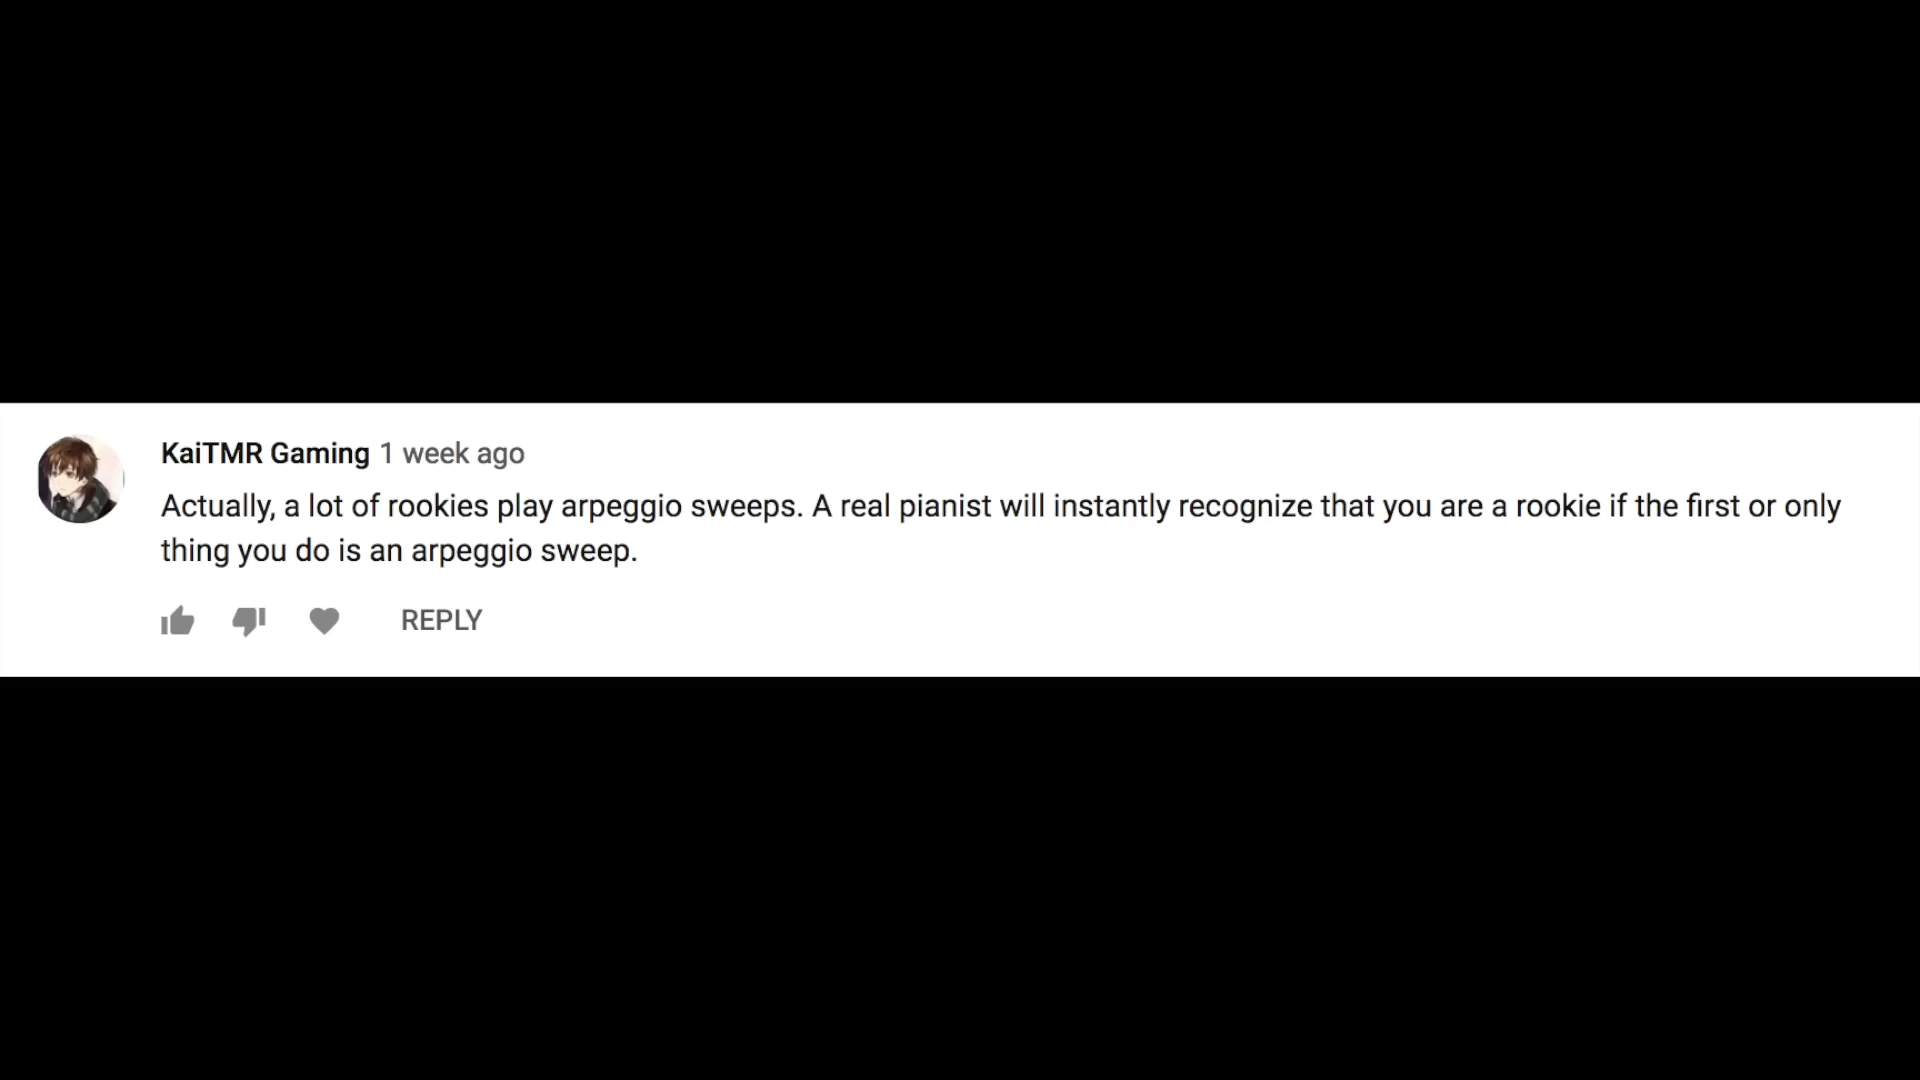 KaiTMR Gaming 1 week ago
Actually, a lot of rookies play arpeggio sweeps. A real pianist will instantly recognize that you are a rookie if the first or only
thing you do is an arpeggio sweep.
REPLY